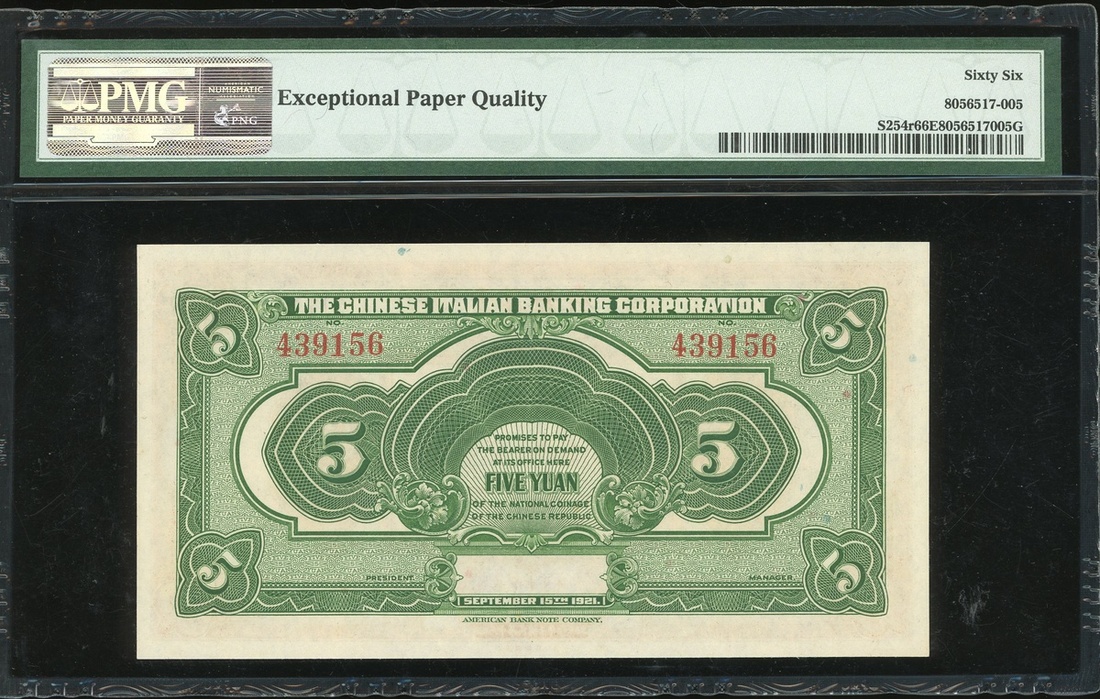 PMG
PAPER MONEY GUARANTY
NUMISMATIC
PNG
Exceptional Paper Quality
Sixty Six
8056517-005
S254r66E8056517005G
THE CHINESE ITALIAN BANKING CORPORATION
5 5
NO. NO.
439156 439156
5 5
PROMISES TO PAY
THE BEARER ON DEMAND
AT ITS OFFICE HERE
FIVE YUAN
OF THE NATIONAL COINAGE
OF THE CHINESE REPUBLIC
5 5
PRESIDENT. MANAGER.
SEPTEMBER 15TH 1921.
AMERICAN BANK NOTE COMPANY.